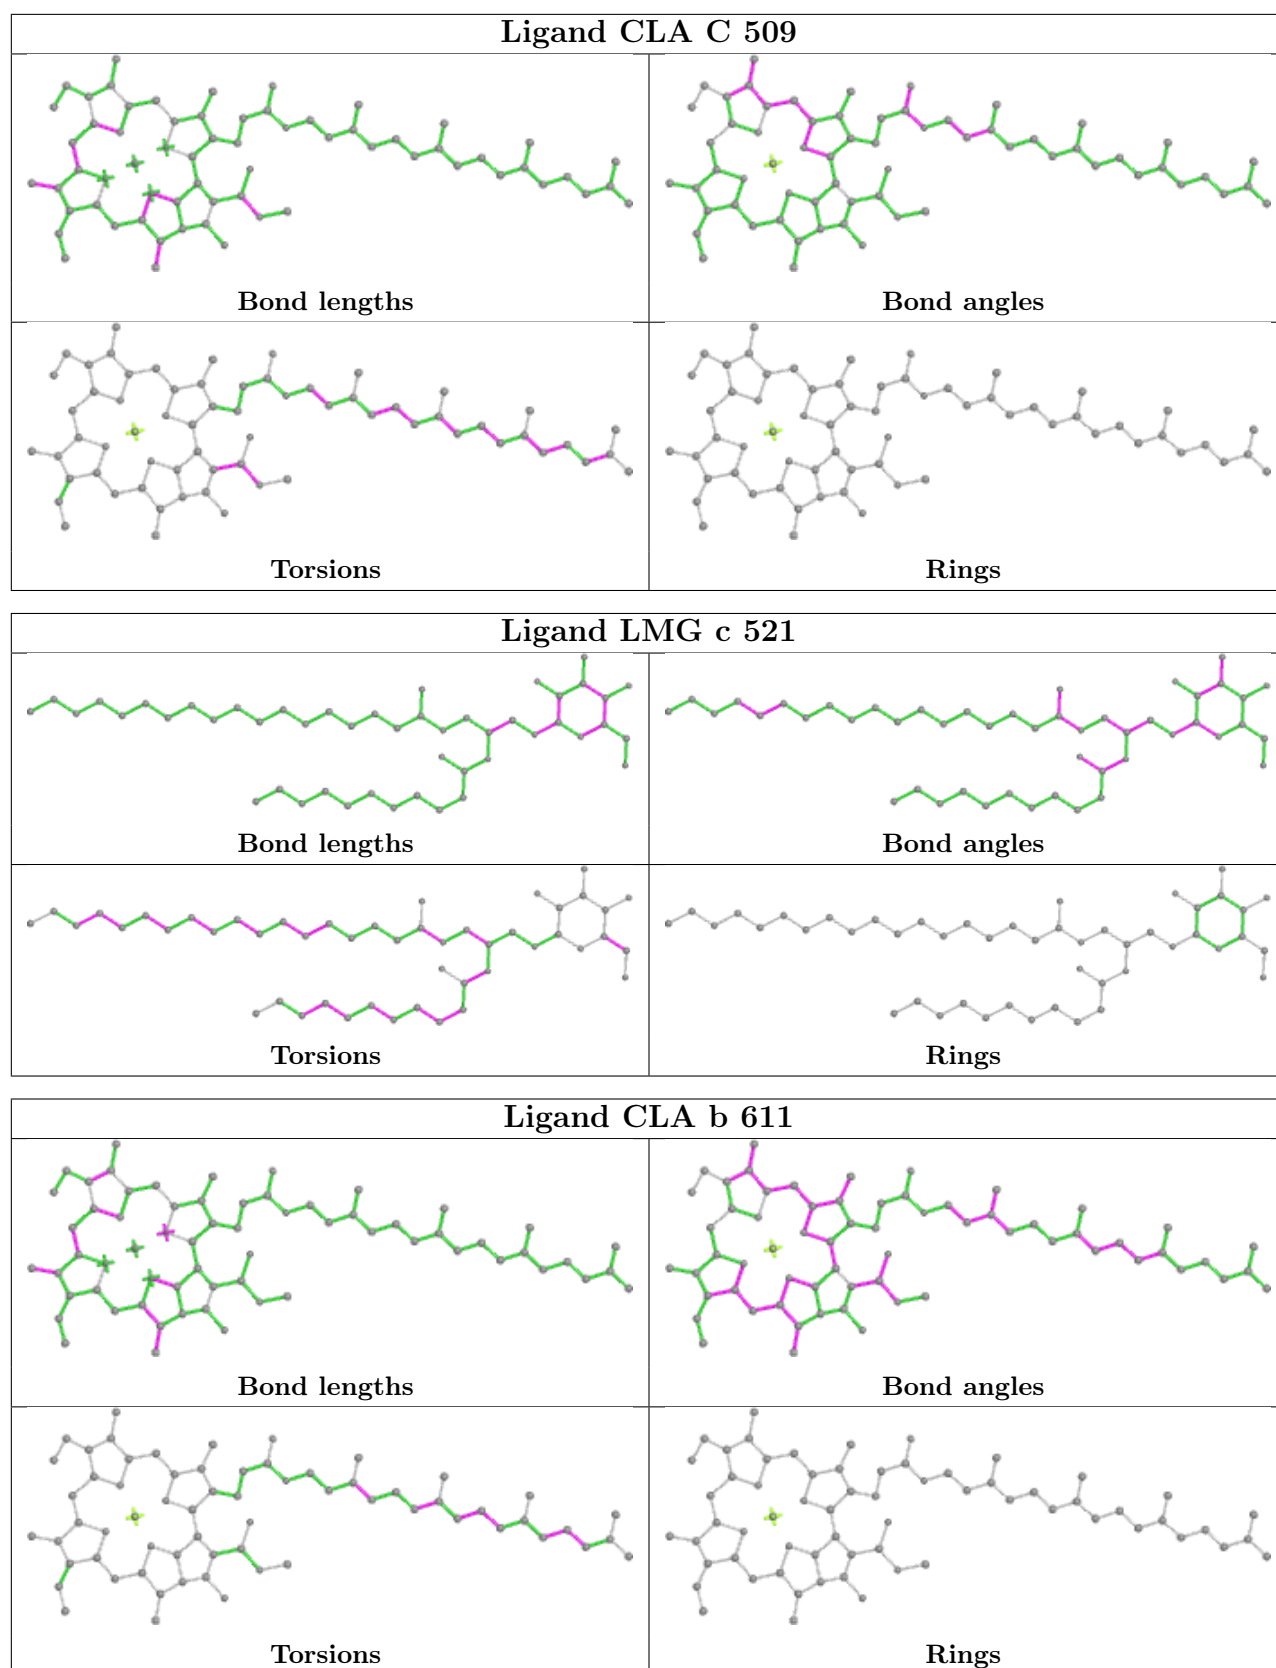 Ligand CLA C 509
Bond lengths
Bond angles
Torsions
Rings
Ligand LMG c 521
Bond lengths
Bond angles
Torsions
Rings
Ligand CLA b 611
Bond lengths
Bond angles
Torsions
Rings